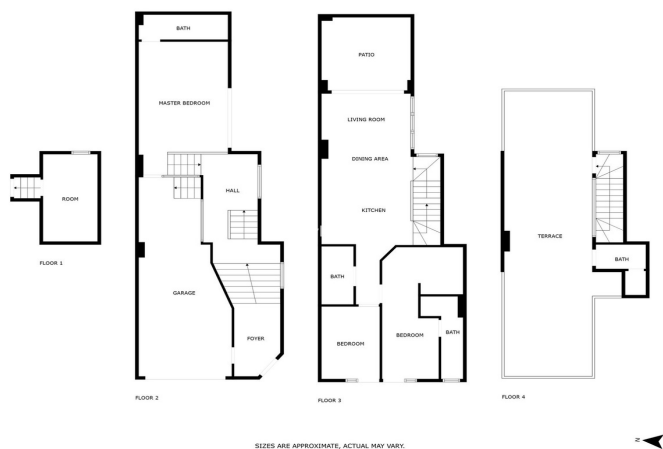 BATH
MASTER BEDROOM
HALL
GARAGE
FOYER
ROOM
FLOOR 1
FLOOR 2
PATIO
LIVING ROOM
DINING AREA
KITCHEN
BATH
BEDROOM
BEDROOM
BATH
FLOOR 3
TERRACE
BATH
FLOOR 4
SIZES ARE APPROXIMATE, ACTUAL MAY VARY.
N